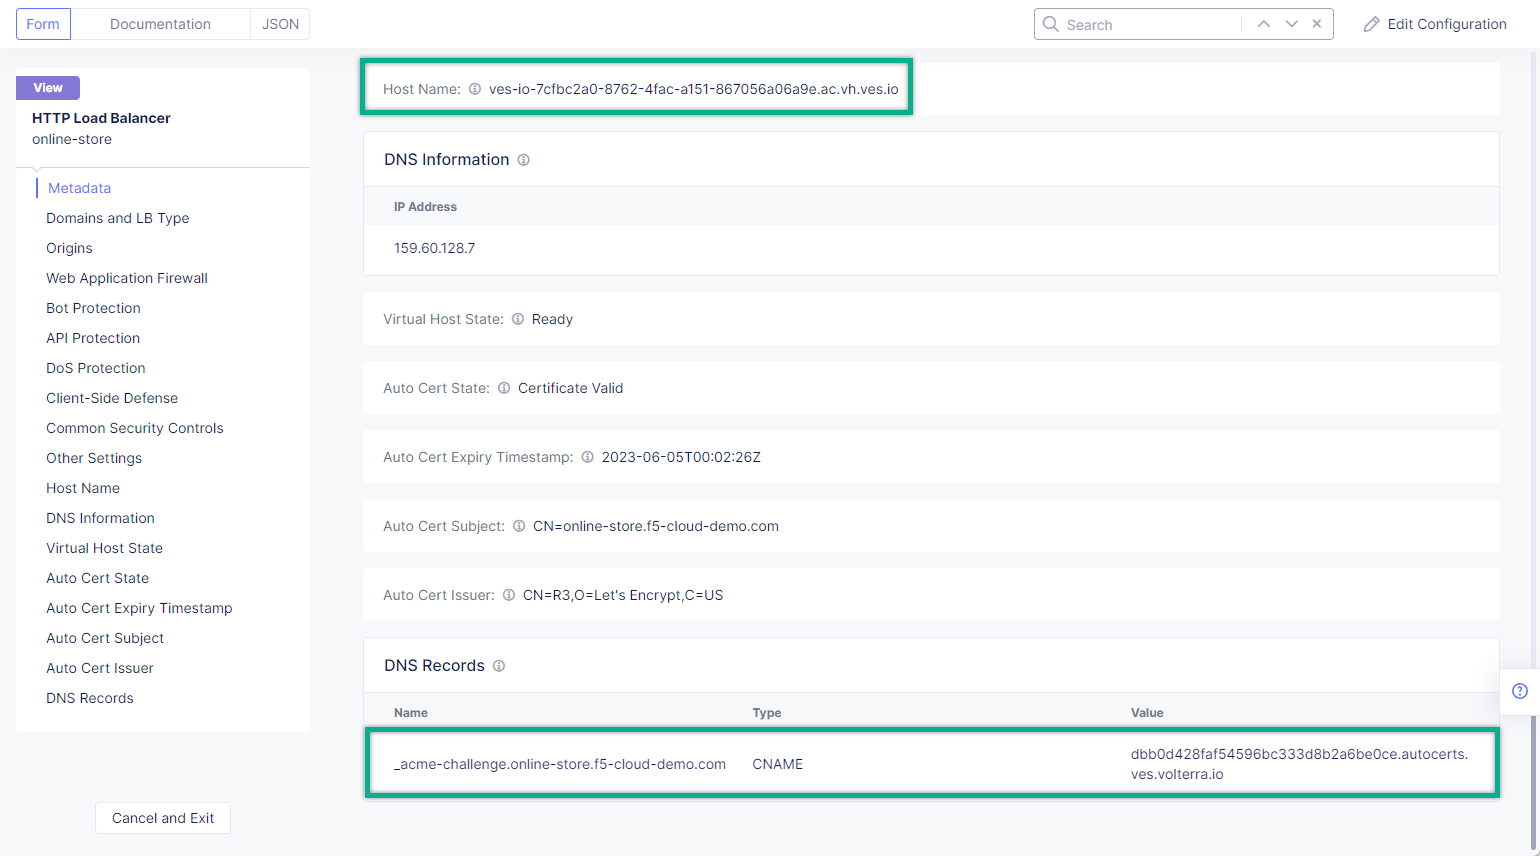 Form
Documentation
JSON
Search
Edit Configuration
View
HTTP Load Balancer
online-store
Metadata
Domains and LB Type
Origins
Web Application Firewall
Bot Protection
API Protection
DoS Protection
Client-Side Defense
Common Security Controls
Other Settings
Host Name
DNS Information
Virtual Host State
Auto Cert State
Auto Cert Expiry Timestamp
Auto Cert Subject
Auto Cert Issuer
DNS Records
Cancel and Exit
Host Name: ves-io-7cfbc2a0-8762-4fac-a151-867056a06a9e.ac.vh.ves.io
DNS Information
IP Address
159.60.128.7
Virtual Host State: Ready
Auto Cert State: Certificate Valid
Auto Cert Expiry Timestamp: 2023-06-05T00:02:26Z
Auto Cert Subject: CN=online-store.f5-cloud-demo.com
Auto Cert Issuer: CN=R3,O=Let's Encrypt,C=US
DNS Records
Name Type Value
_acme-challenge.online-store.f5-cloud-demo.com CNAME dbb0d428faf54596bc333d8b2a6be0ce.autocerts.
ves.volterra.io